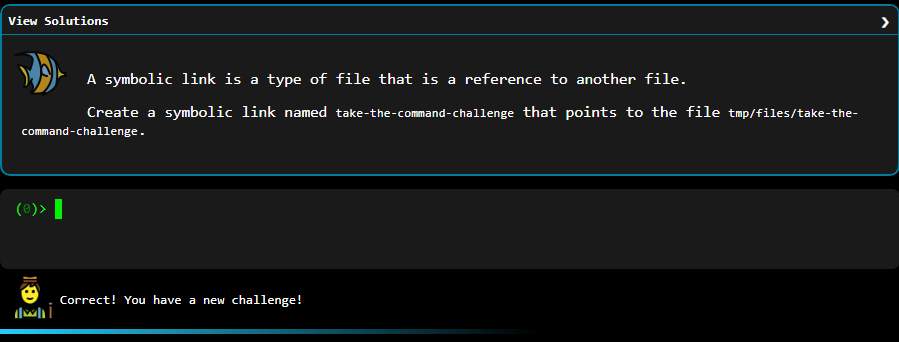 View Solutions ❯
A symbolic link is a type of file that is a reference to another file.
Create a symbolic link named take-the-command-challenge that points to the file tmp/files/take-the-
command-challenge.
(0)>
Correct! You have a new challenge!